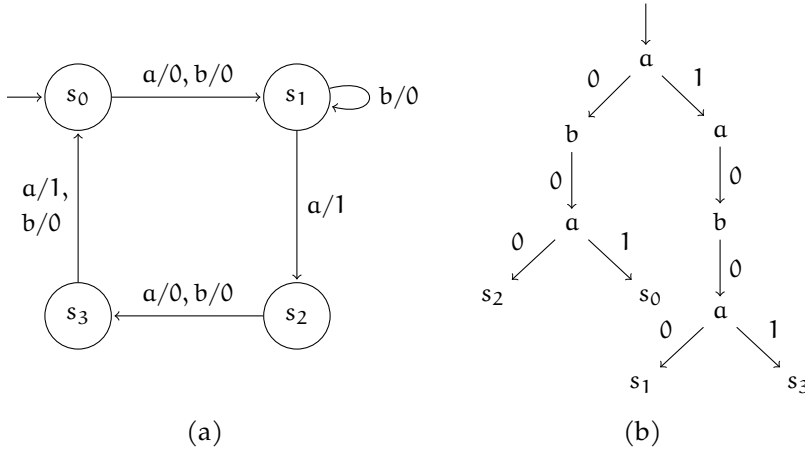 s0 a/0, b/0 s1 b/0
a/1, b/0
a/1
s3 a/0, b/0 s2
(a)
a
0 1
b a
0 0
a b
0 1 0
s2 s0 a
0 1
s1 s3
(b)